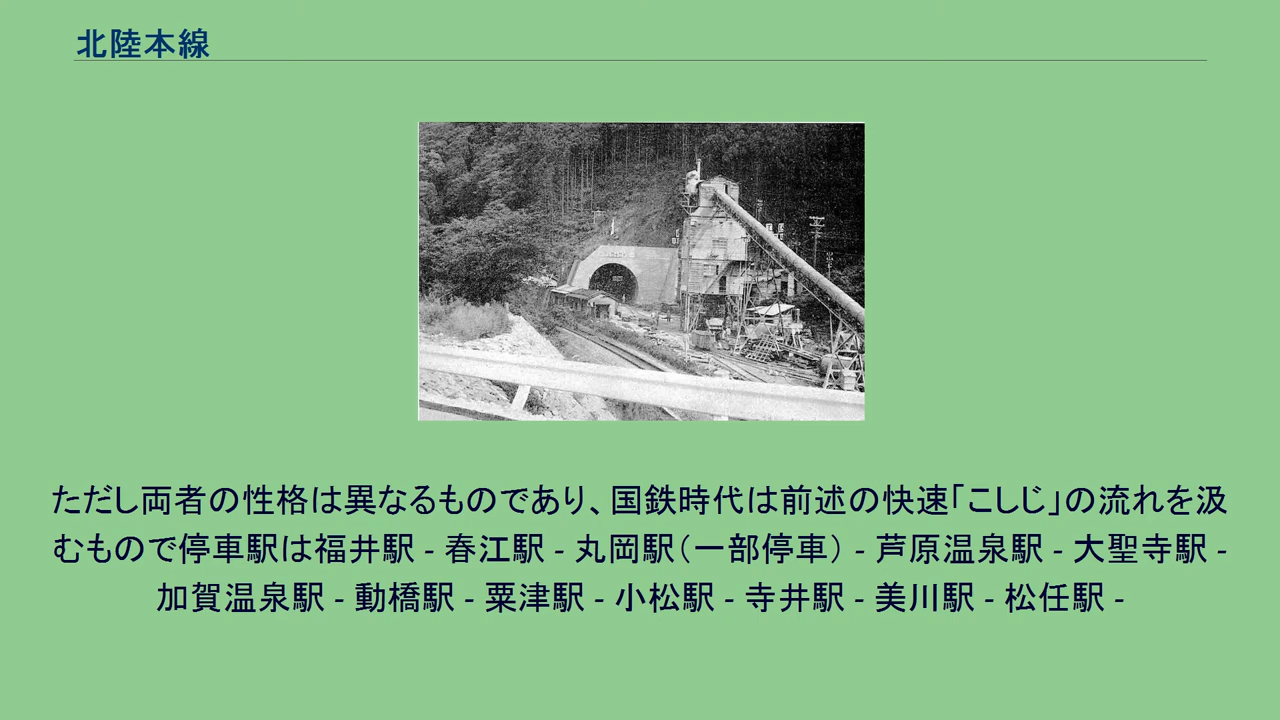 北陸本線
ただし両者の性格は異なるものであり、国鉄時代は前述の快速｢こしじ｣の流れを汲
むもので停車駅は福井駅 - 春江駅 - 丸岡駅（一部停車） - 芦原温泉駅 - 大聖寺駅 -
加賀温泉駅 - 動橋駅 - 粟津駅 - 小松駅 - 寺井駅 - 美川駅 - 松任駅 -